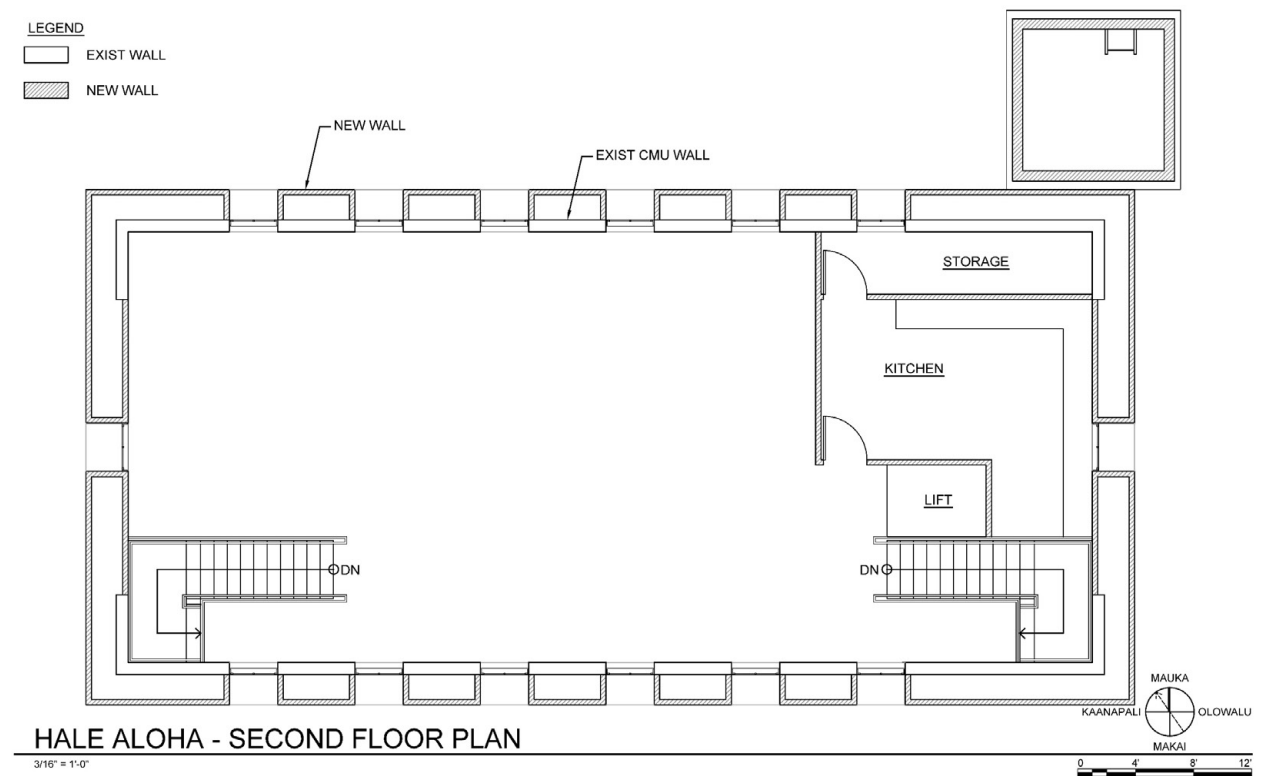 LEGEND
EXIST WALL
NEW WALL
NEW WALL
EXIST CMU WALL
STORAGE
KITCHEN
LIFT
DN
DN
MAUKA
KAANAPALI
OLOWALU
MAKAI
HALE ALOHA - SECOND FLOOR PLAN
3/16" = 1'-0"
0 4' 8' 12'